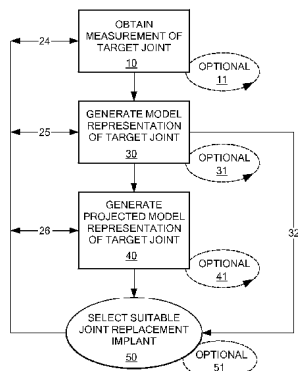 24
OBTAIN
MEASUREMENT OF
TARGET JOINT
10
OPTIONAL
11
25
GENERATE MODEL
REPRESENTATION
OF TARGET JOINT
30
OPTIONAL
31
32
26
GENERATE
PROJECTED MODEL
REPRESENTATION
OF TARGET JOINT
40
OPTIONAL
41
SELECT SUITABLE
JOINT REPLACEMENT
IMPLANT
50
OPTIONAL
51